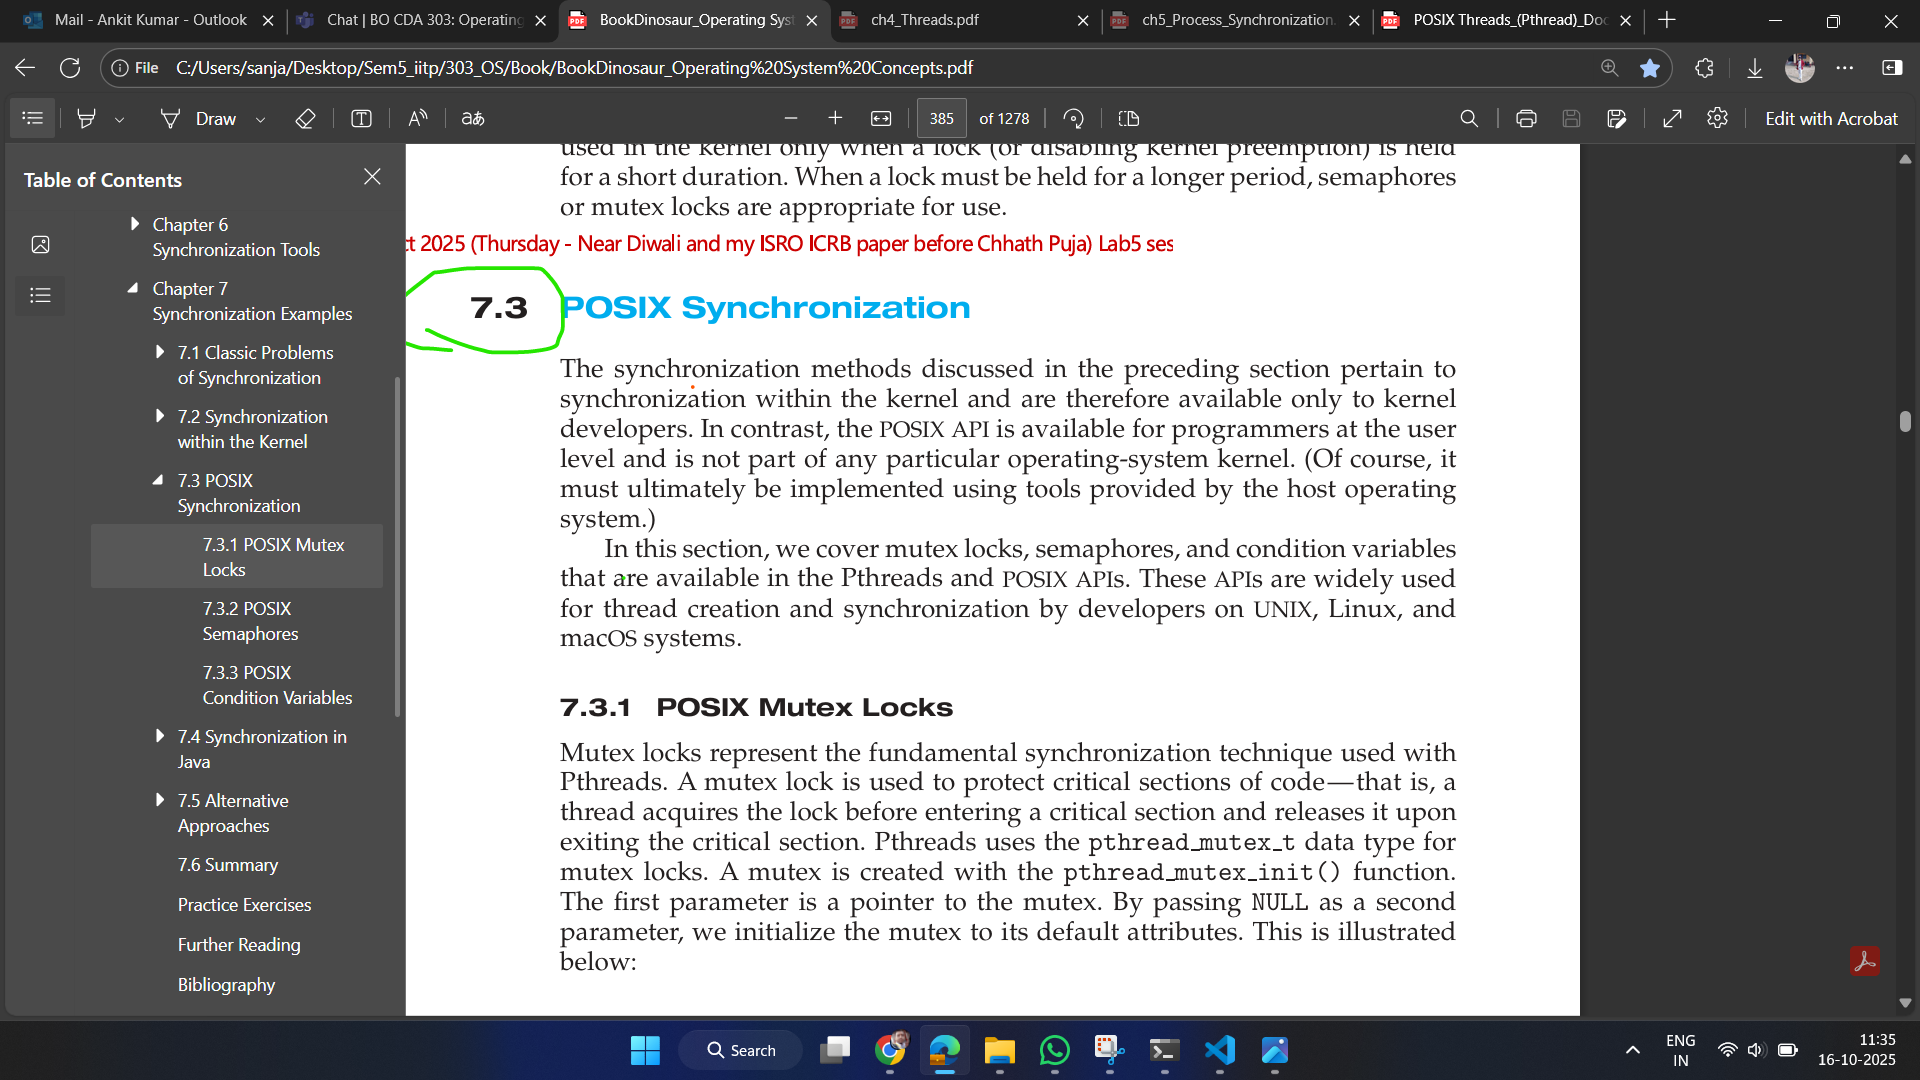 Mail - Ankit Kumar - Outlook
Chat | BO CDA 303: Operating
BookDinosaur_Operating Sys
ch4_Threads.pdf
ch5_Process_Synchronization.
POSIX Threads_(Pthread)_Doc
File C:/Users/sanja/Desktop/Sem5_iitp/303_OS/Book/BookDinosaur_Operating%20System%20Concepts.pdf
Draw
385 of 1278
Edit with Acrobat
Table of Contents
Chapter 6
Synchronization Tools
Chapter 7
Synchronization Examples
7.1 Classic Problems
of Synchronization
7.2 Synchronization
within the Kernel
7.3 POSIX
Synchronization
7.3.1 POSIX Mutex
Locks
7.3.2 POSIX
Semaphores
7.3.3 POSIX
Condition Variables
7.4 Synchronization in
Java
7.5 Alternative
Approaches
7.6 Summary
Practice Exercises
Further Reading
Bibliography
used in the kernel only when a lock (or disabling kernel preemption) is held
for a short duration. When a lock must be held for a longer period, semaphores
or mutex locks are appropriate for use.
ct 2025 (Thursday - Near Diwali and my ISRO ICRB paper before Chhath Puja) Lab5 ses
7.3 POSIX Synchronization
The synchronization methods discussed in the preceding section pertain to
synchronization within the kernel and are therefore available only to kernel
developers. In contrast, the POSIX API is available for programmers at the user
level and is not part of any particular operating-system kernel. (Of course, it
must ultimately be implemented using tools provided by the host operating
system.)
In this section, we cover mutex locks, semaphores, and condition variables
that are available in the Pthreads and POSIX APIs. These APIs are widely used
for thread creation and synchronization by developers on UNIX, Linux, and
macOS systems.
7.3.1 POSIX Mutex Locks
Mutex locks represent the fundamental synchronization technique used with
Pthreads. A mutex lock is used to protect critical sections of code—that is, a
thread acquires the lock before entering a critical section and releases it upon
exiting the critical section. Pthreads uses the pthread_mutex_t data type for
mutex locks. A mutex is created with the pthread_mutex_init() function.
The first parameter is a pointer to the mutex. By passing NULL as a second
parameter, we initialize the mutex to its default attributes. This is illustrated
below:
Search
ENG
IN
11:35
16-10-2025